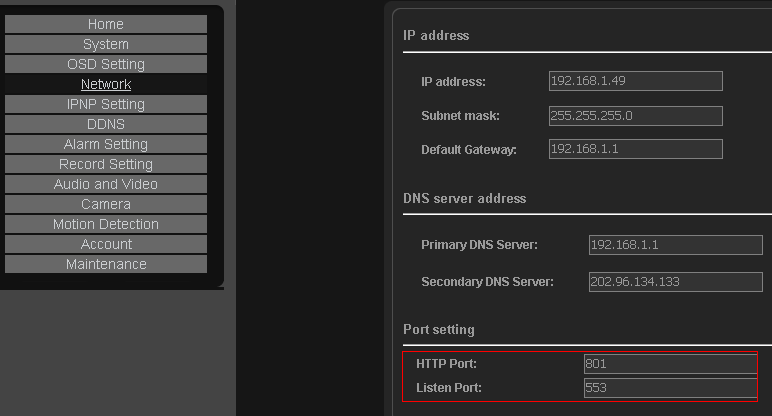 Home
System
OSD Setting
Network
IPNP Setting
DDNS
Alarm Setting
Record Setting
Audio and Video
Camera
Motion Detection
Account
Maintenance
IP address
IP address: 192.168.1.49
Subnet mask: 255.255.255.0
Default Gateway: 192.168.1.1
DNS server address
Primary DNS Server: 192.168.1.1
Secondary DNS Server: 202.96.134.133
Port setting
HTTP Port: 801
Listen Port: 553